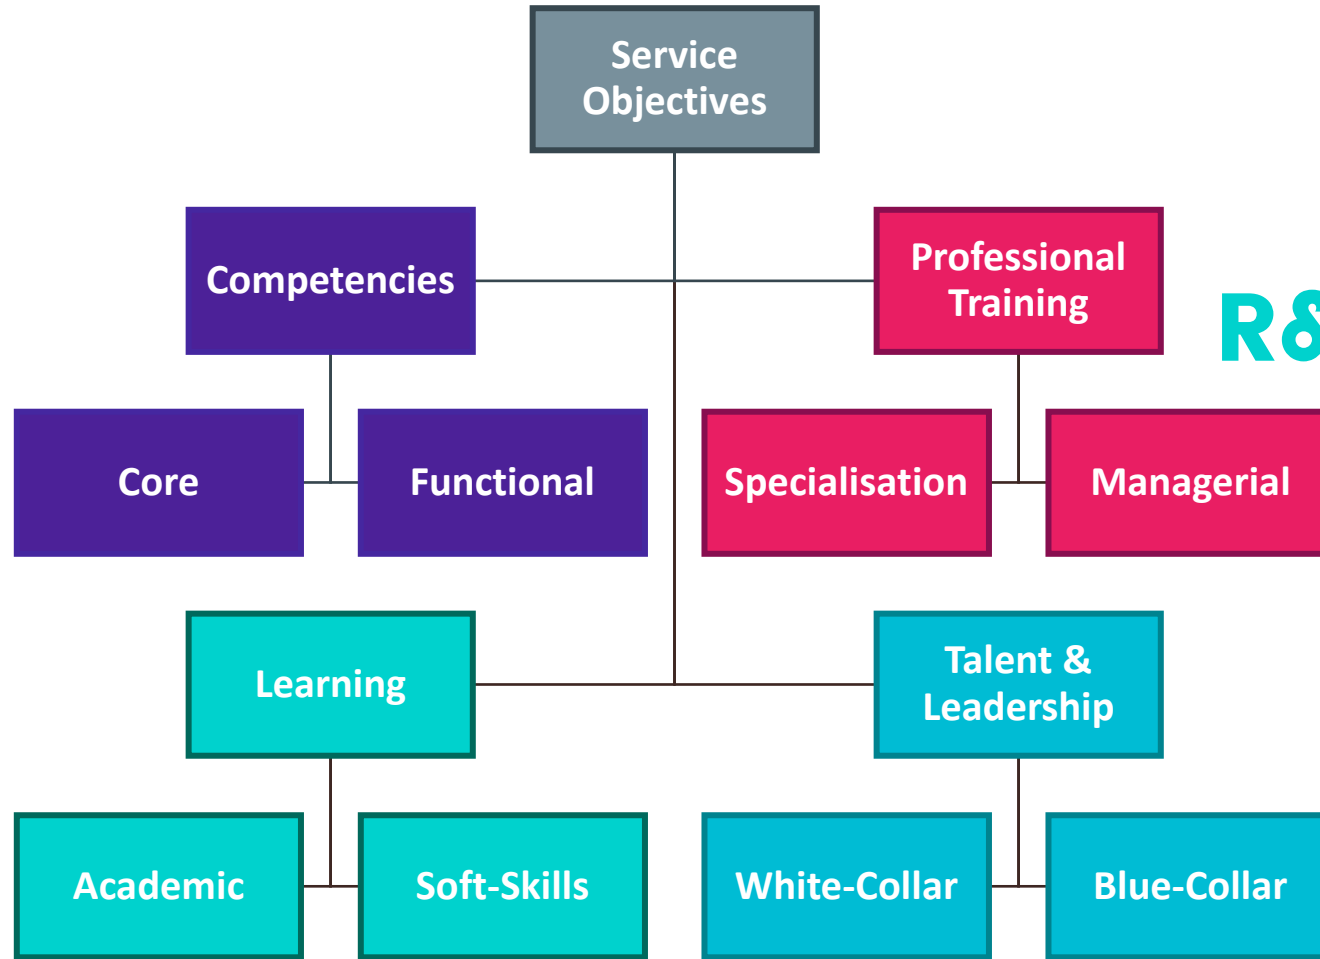 Service
Objectives
Competencies
Professional
Training
R&
Core
Functional
Specialisation
Managerial
Learning
Talent &
Leadership
Academic
Soft-Skills
White-Collar
Blue-Collar